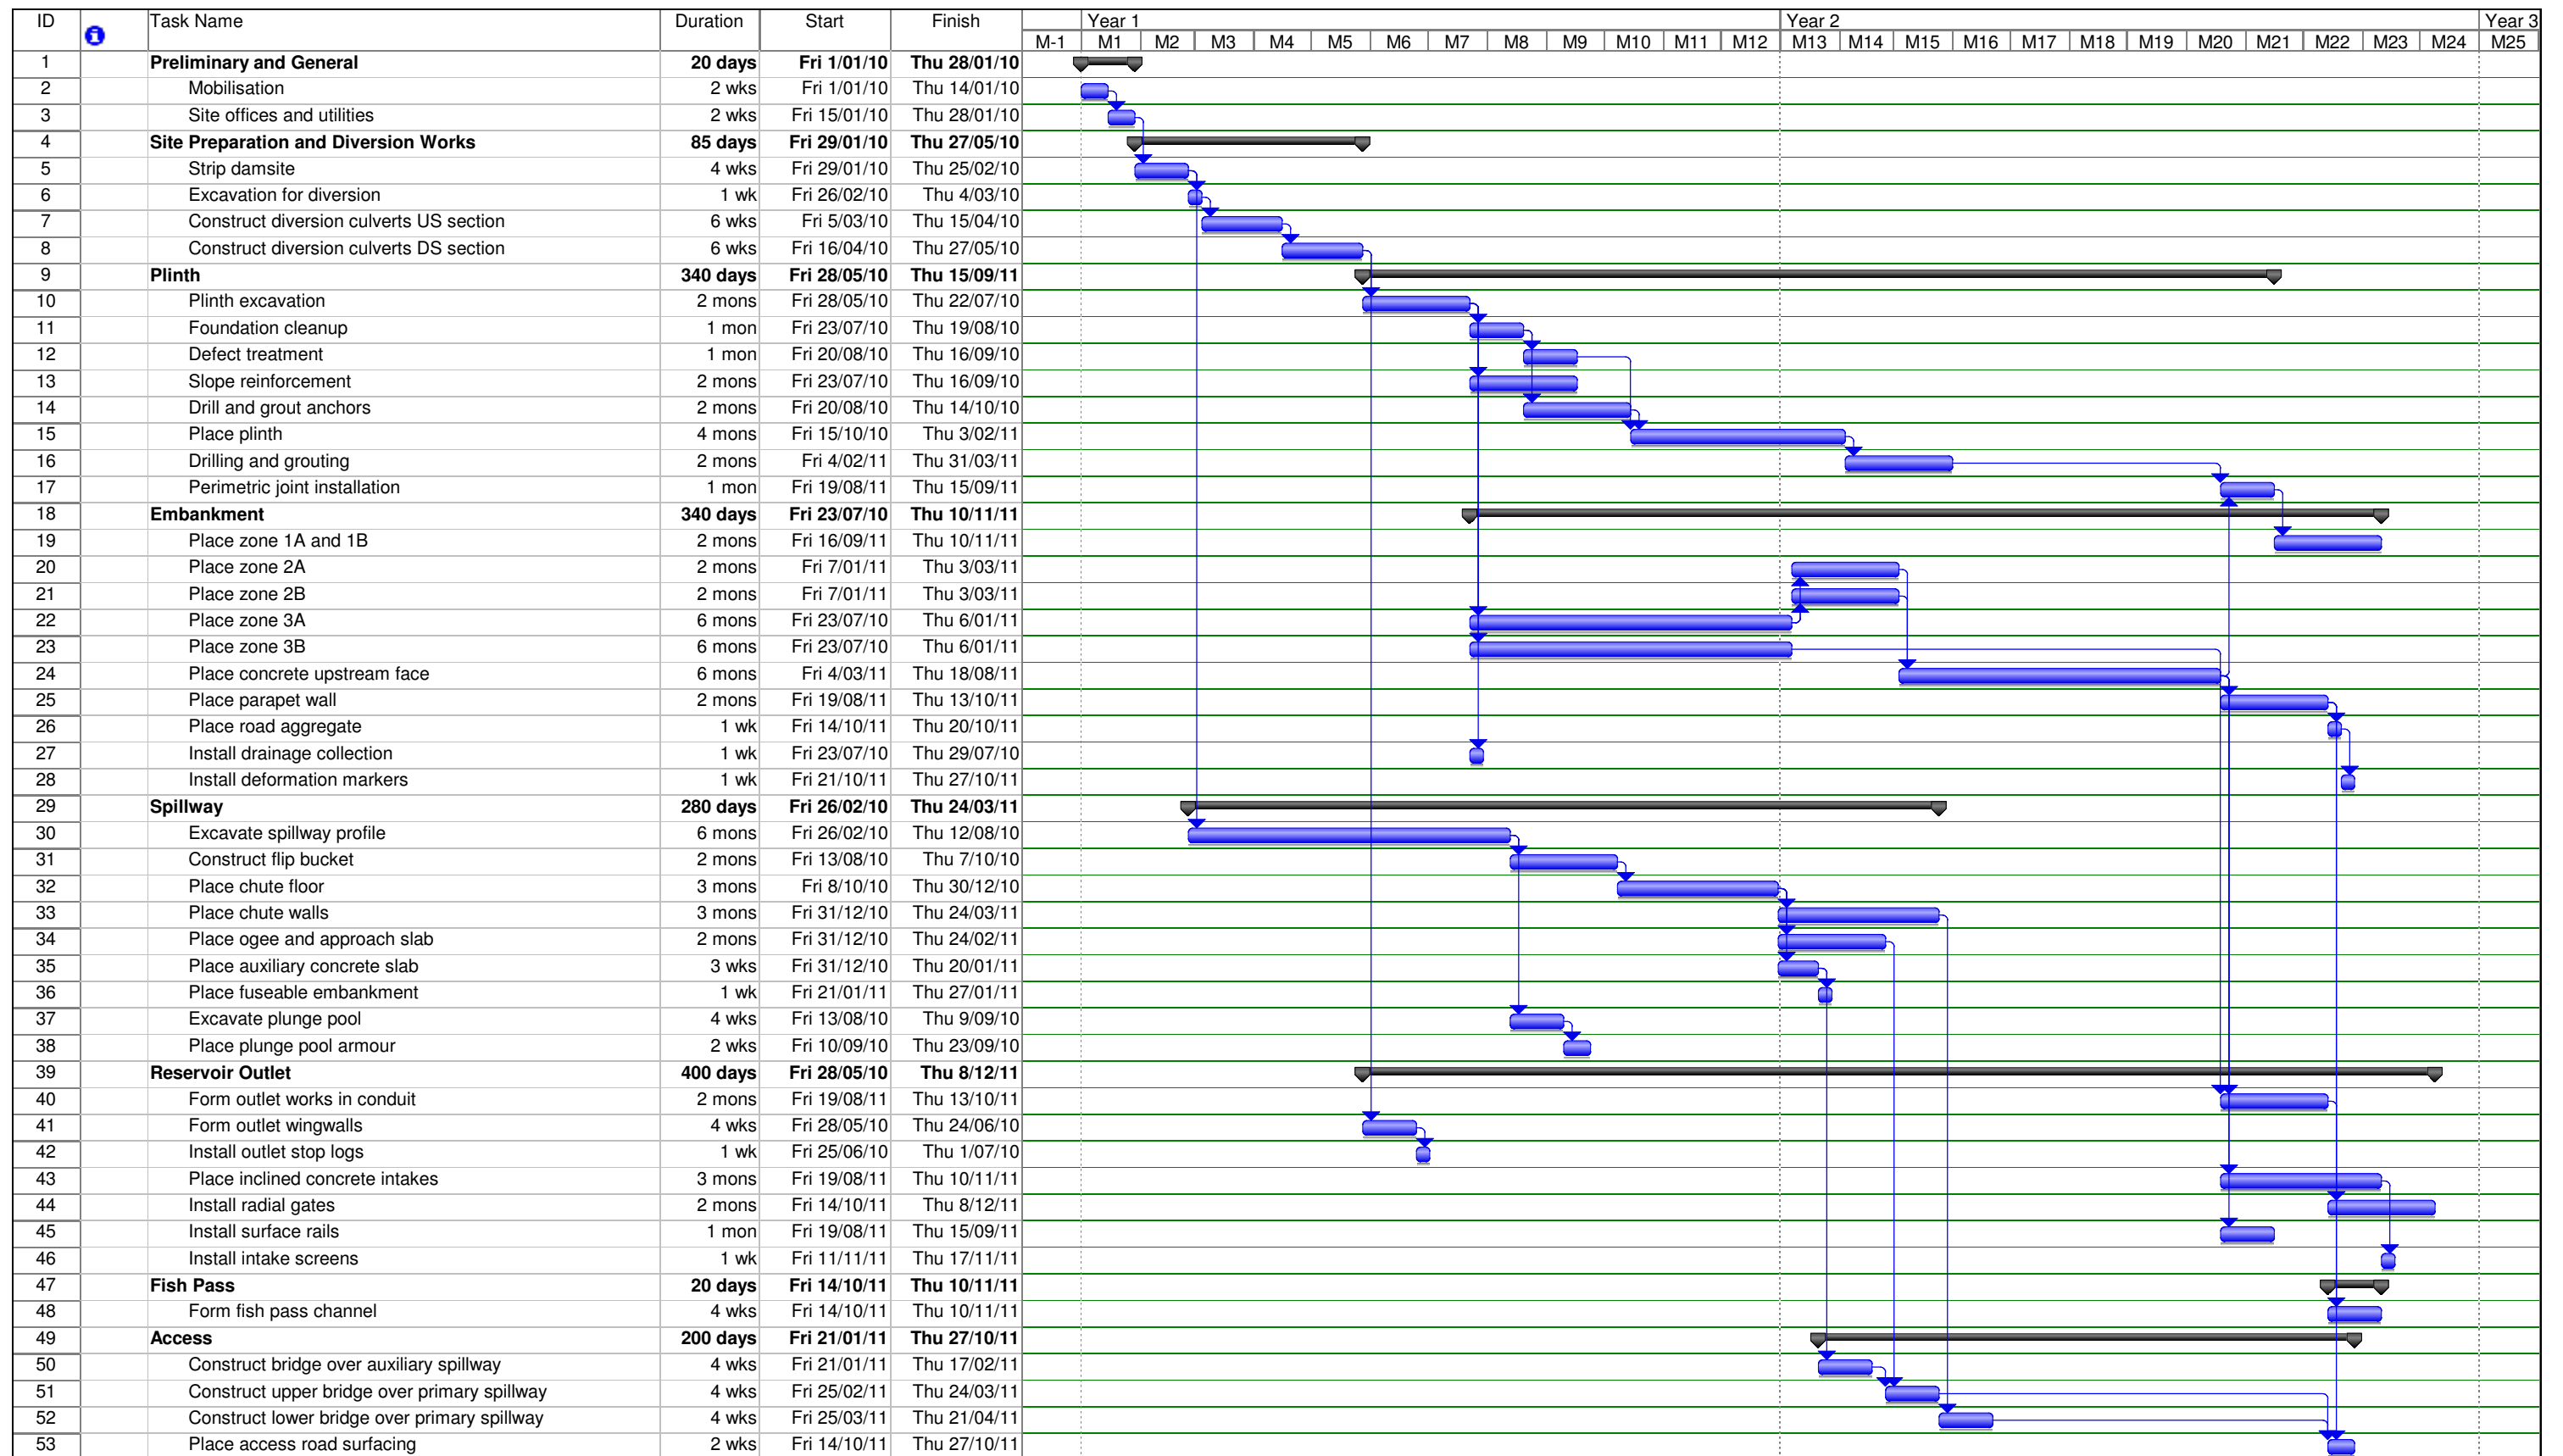 ID Task Name Duration Start Finish Year 1 Year 2 Year 3
M-1 M1 M2 M3 M4 M5 M6 M7 M8 M9 M10 M11 M12 M13 M14 M15 M16 M17 M18 M19 M20 M21 M22 M23 M24 M25
1 Preliminary and General 20 days Fri 1/01/10 Thu 28/01/10
2 Mobilisation 2 wks Fri 1/01/10 Thu 14/01/10
3 Site offices and utilities 2 wks Fri 15/01/10 Thu 28/01/10
4 Site Preparation and Diversion Works 85 days Fri 29/01/10 Thu 27/05/10
5 Strip damsite 4 wks Fri 29/01/10 Thu 25/02/10
6 Excavation for diversion 1 wk Fri 26/02/10 Thu 4/03/10
7 Construct diversion culverts US section 6 wks Fri 5/03/10 Thu 15/04/10
8 Construct diversion culverts DS section 6 wks Fri 16/04/10 Thu 27/05/10
9 Plinth 340 days Fri 28/05/10 Thu 15/09/11
10 Plinth excavation 2 mons Fri 28/05/10 Thu 22/07/10
11 Foundation cleanup 1 mon Fri 23/07/10 Thu 19/08/10
12 Defect treatment 1 mon Fri 20/08/10 Thu 16/09/10
13 Slope reinforcement 2 mons Fri 23/07/10 Thu 16/09/10
14 Drill and grout anchors 2 mons Fri 20/08/10 Thu 14/10/10
15 Place plinth 4 mons Fri 15/10/10 Thu 3/02/11
16 Drilling and grouting 2 mons Fri 4/02/11 Thu 31/03/11
17 Perimetric joint installation 1 mon Fri 19/08/11 Thu 15/09/11
18 Embankment 340 days Fri 23/07/10 Thu 10/11/11
19 Place zone 1A and 1B 2 mons Fri 16/09/11 Thu 10/11/11
20 Place zone 2A 2 mons Fri 7/01/11 Thu 3/03/11
21 Place zone 2B 2 mons Fri 7/01/11 Thu 3/03/11
22 Place zone 3A 6 mons Fri 23/07/10 Thu 6/01/11
23 Place zone 3B 6 mons Fri 23/07/10 Thu 6/01/11
24 Place concrete upstream face 6 mons Fri 4/03/11 Thu 18/08/11
25 Place parapet wall 2 mons Fri 19/08/11 Thu 13/10/11
26 Place road aggregate 1 wk Fri 14/10/11 Thu 20/10/11
27 Install drainage collection 1 wk Fri 23/07/10 Thu 29/07/10
28 Install deformation markers 1 wk Fri 21/10/11 Thu 27/10/11
29 Spillway 280 days Fri 26/02/10 Thu 24/03/11
30 Excavate spillway profile 6 mons Fri 26/02/10 Thu 12/08/10
31 Construct flip bucket 2 mons Fri 13/08/10 Thu 7/10/10
32 Place chute floor 3 mons Fri 8/10/10 Thu 30/12/10
33 Place chute walls 3 mons Fri 31/12/10 Thu 24/03/11
34 Place ogee and approach slab 2 mons Fri 31/12/10 Thu 24/02/11
35 Place auxiliary concrete slab 3 wks Fri 31/12/10 Thu 20/01/11
36 Place fuseable embankment 1 wk Fri 21/01/11 Thu 27/01/11
37 Excavate plunge pool 4 wks Fri 13/08/10 Thu 9/09/10
38 Place plunge pool armour 2 wks Fri 10/09/10 Thu 23/09/10
39 Reservoir Outlet 400 days Fri 28/05/10 Thu 8/12/11
40 Form outlet works in conduit 2 mons Fri 19/08/11 Thu 13/10/11
41 Form outlet wingwalls 4 wks Fri 28/05/10 Thu 24/06/10
42 Install outlet stop logs 1 wk Fri 25/06/10 Thu 1/07/10
43 Place inclined concrete intakes 3 mons Fri 19/08/11 Thu 10/11/11
44 Install radial gates 2 mons Fri 14/10/11 Thu 8/12/11
45 Install surface rails 1 mon Fri 19/08/11 Thu 15/09/11
46 Install intake screens 1 wk Fri 11/11/11 Thu 17/11/11
47 Fish Pass 20 days Fri 14/10/11 Thu 10/11/11
48 Form fish pass channel 4 wks Fri 14/10/11 Thu 10/11/11
49 Access 200 days Fri 21/01/11 Thu 27/10/11
50 Construct bridge over auxiliary spillway 4 wks Fri 21/01/11 Thu 17/02/11
51 Construct upper bridge over primary spillway 4 wks Fri 25/02/11 Thu 24/03/11
52 Construct lower bridge over primary spillway 4 wks Fri 25/03/11 Thu 21/04/11
53 Place access road surfacing 2 wks Fri 14/10/11 Thu 27/10/11